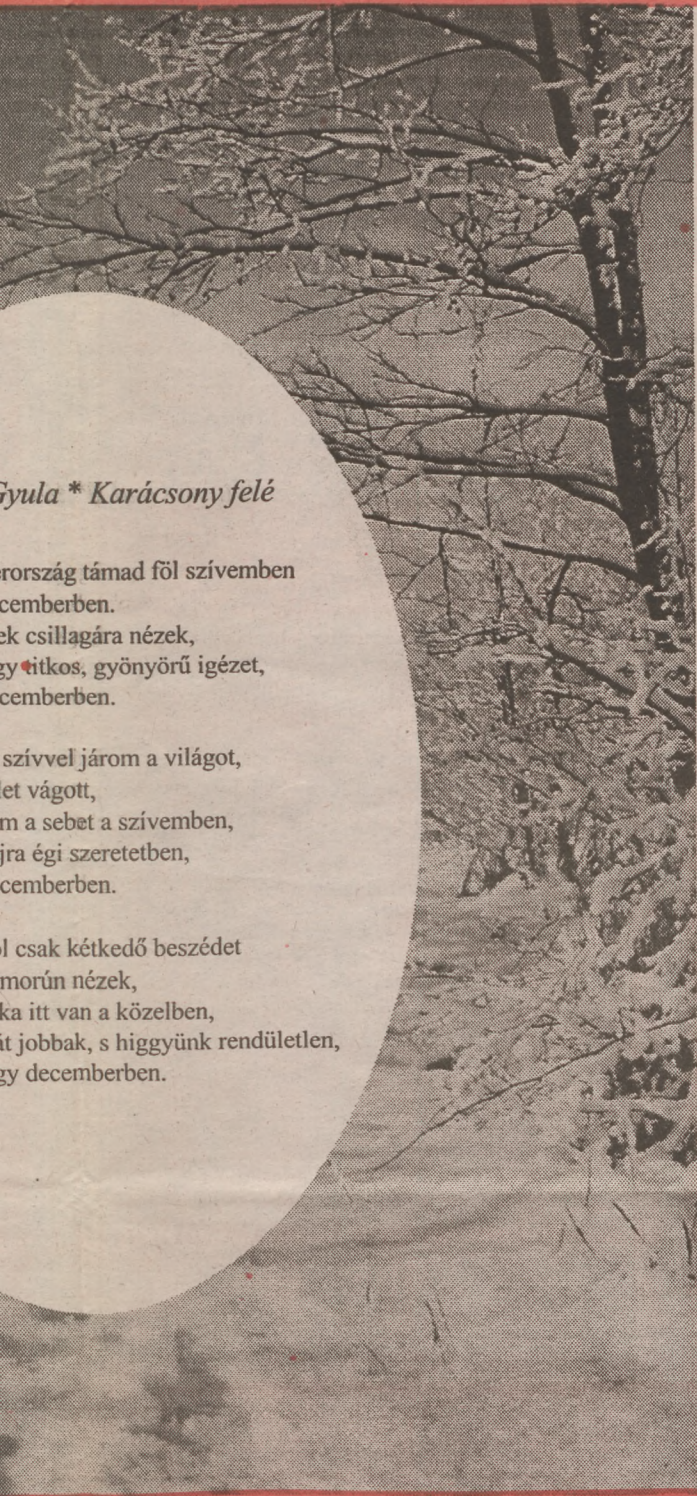 Gyula * Karácsony felé
erország támad föl szívemben
cemberben.
ek csillagára nézek,
gy titkos, gyönyörű igézet,
cemberben.
szívvel járom a világot,
let vágott,
m a sebet a szívemben,
jra égi szeretetben,
cemberben.
l csak kétkedő beszédet
morún nézek,
ka itt van a közelben,
át jobbak, s higgyünk rendületlen,
gy decemberben.